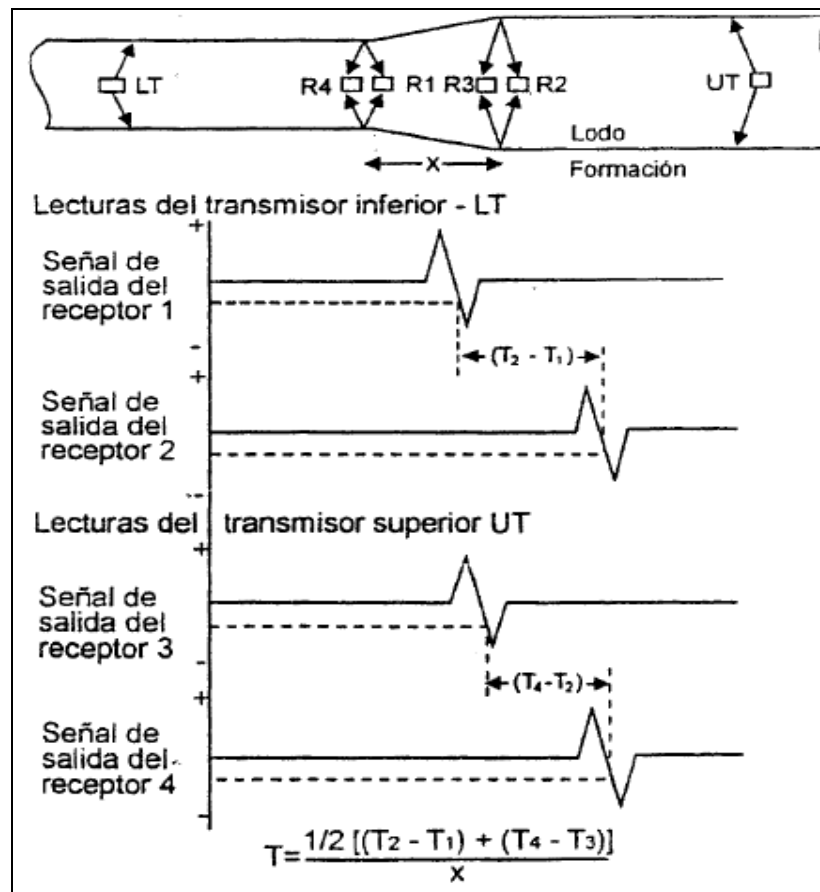 LT R4 R1 R3 R2 UT
Lodo
x
Formación
Lecturas del transmisor inferior - LT
+
Señal de
salida del
receptor 1
(T₂ - T₁)
-
+
Señal de
salida del
receptor 2
-
Lecturas del transmisor superior UT
+
Señal de
salida del
receptor 3
-
(T₄-T₂)
+
Señal de
salida del
receptor 4
-
T= 1/2 [(T₂ - T₁) + (T₄ - T₃)]
x